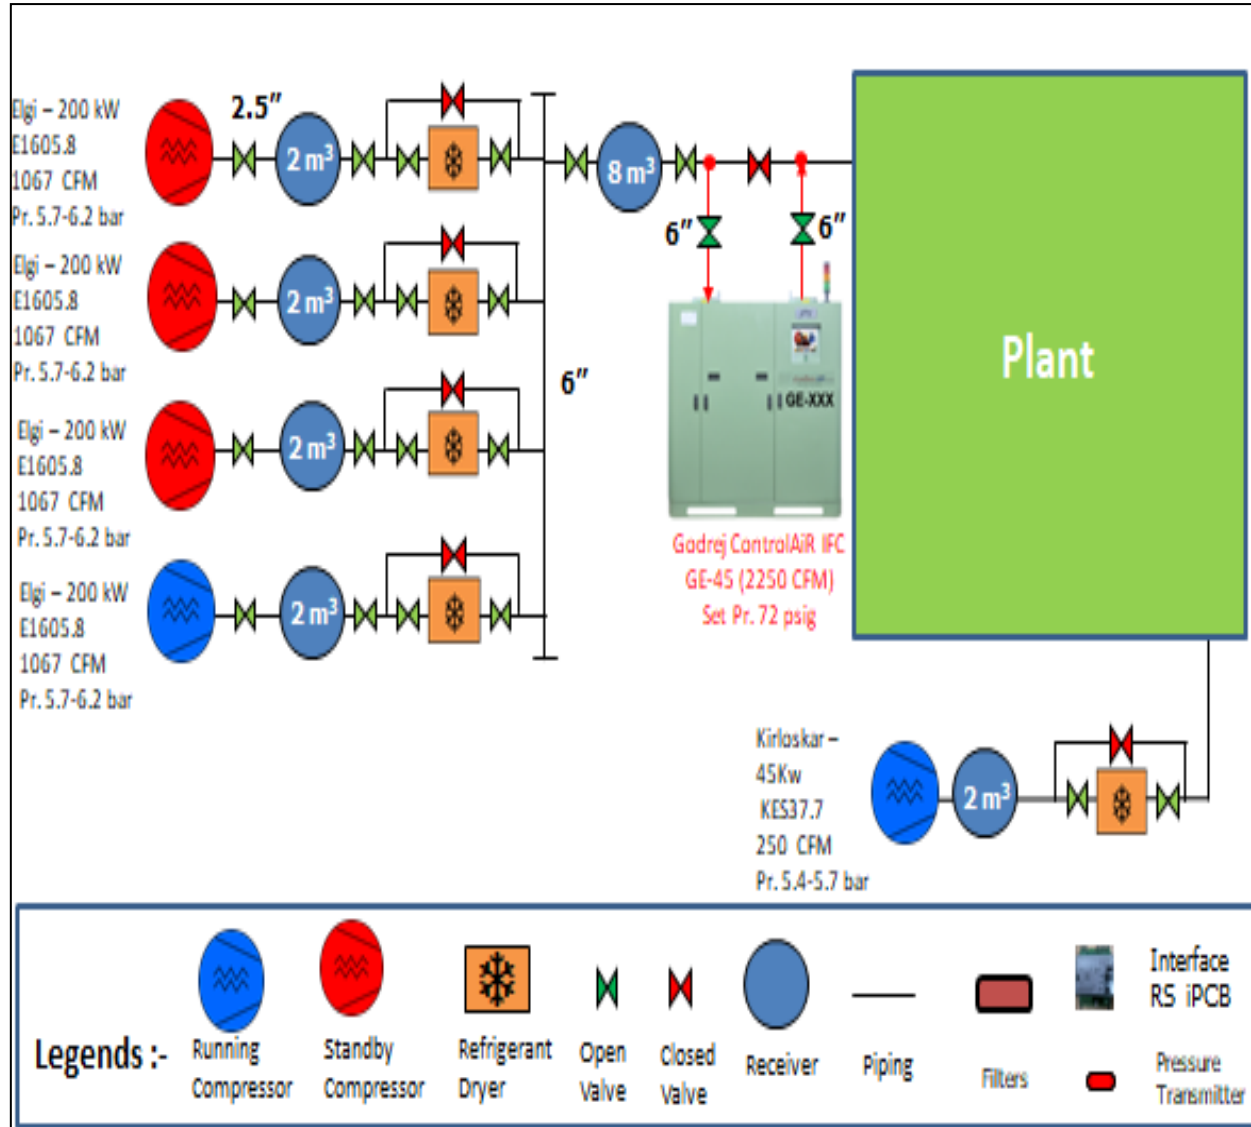 Elgi – 200 kW
E1605.8
1067 CFM
Pr. 5.7-6.2 bar
2.5"
2 m³
8 m³
6"
6"
Elgi – 200 kW
E1605.8
1067 CFM
Pr. 5.7-6.2 bar
2 m³
Elgi – 200 kW
E1605.8
1067 CFM
Pr. 5.7-6.2 bar
2 m³
6"
Elgi – 200 kW
E1605.8
1067 CFM
Pr. 5.7-6.2 bar
2 m³
GE-XXX
Godrej ControlAiR IFC
GE-45 (2250 CFM)
Set Pr. 72 psig
Plant
Kirloskar –
45Kw
KES37.7
250 CFM
Pr. 5.4-5.7 bar
2 m³
Legends :-
Running
Compressor
Standby
Compressor
Refrigerant
Dryer
Open
Valve
Closed
Valve
Receiver
Piping
Filters
Interface
RS iPCB
Pressure
Transmitter